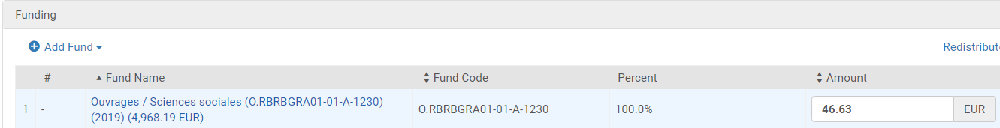 Funding
Add Fund
Redistribut
# Fund Name Fund Code Percent Amount
1 - Ouvrages / Sciences sociales (O.RBRBGRA01-01-A-1230) O.RBRBGRA01-01-A-1230 100.0% 46.63 EUR
(2019) (4,968.19 EUR)